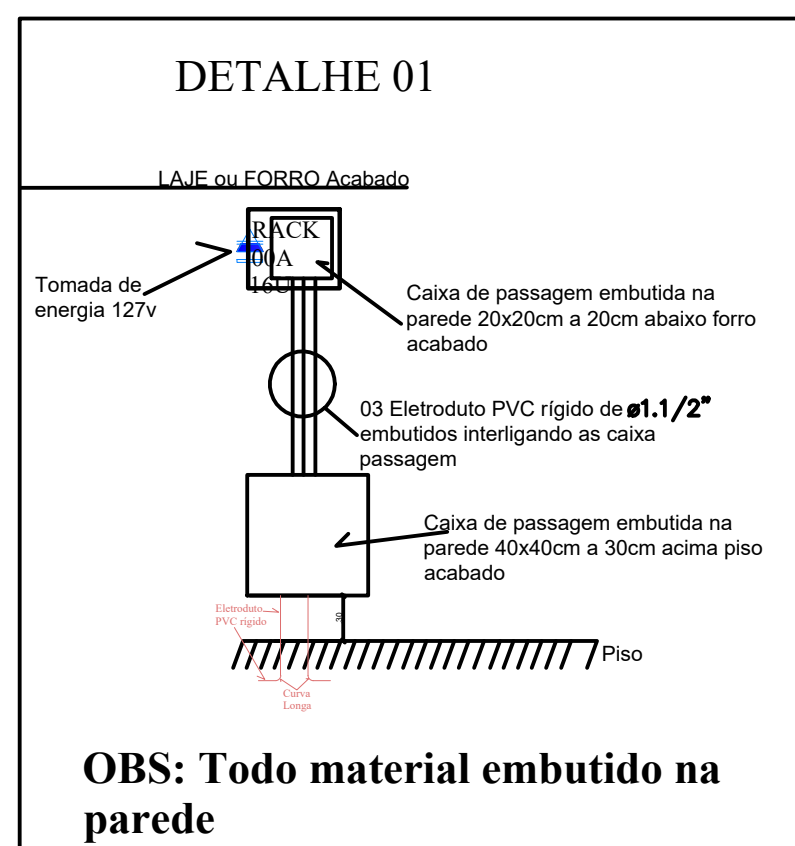 DETALHE 01
LAJE ou FORRO Acabado
RACK
00A
16U
Tomada de
energia 127v
Caixa de passagem embutida na
parede 20x20cm a 20cm abaixo forro
acabado
03 Eletroduto PVC rígido de ø1.1/2"
embutidos interligando as caixa
passagem
Caixa de passagem embutida na
parede 40x40cm a 30cm acima piso
acabado
Eletroduto
PVC rígido
30
Piso
Curva
Longa
OBS: Todo material embutido na
parede